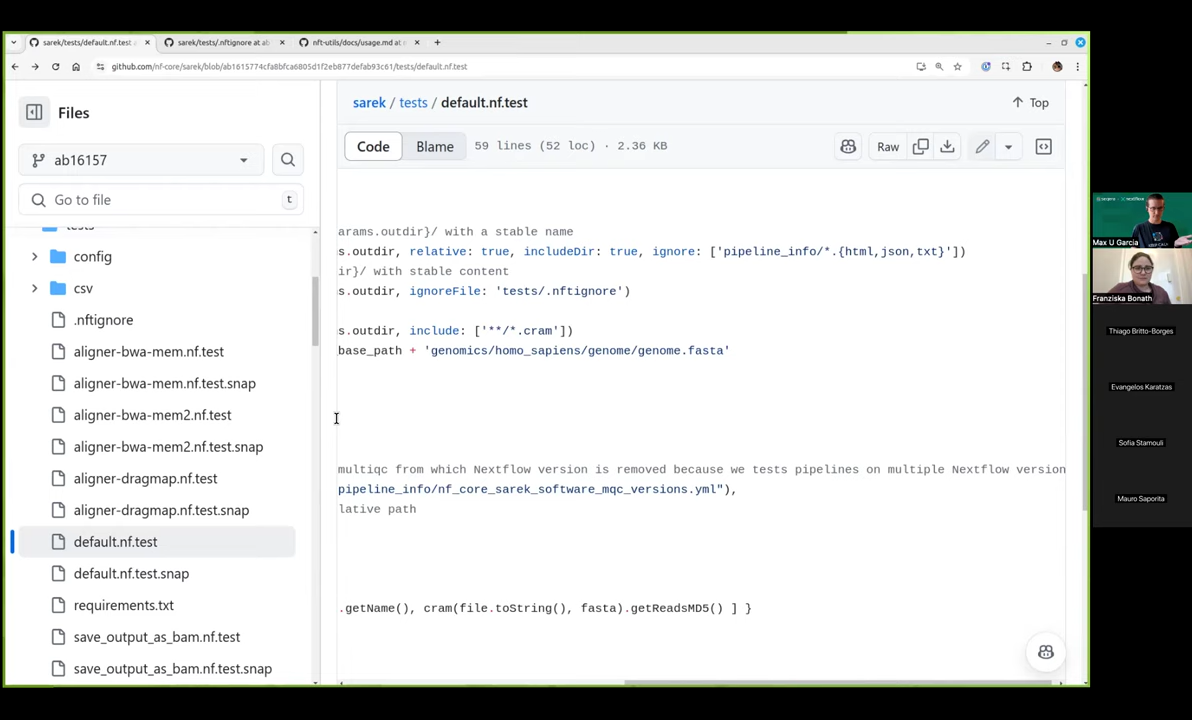 sarek/tests/default.nf.test
sarek/tests/.nftignore at ab
nft-utils/docs/usage.md at
github.com/nf-core/sarek/blob/ab1615774cfa8bfca6805d1f2eb877defab93c61/tests/default.nf.test
Files
sarek / tests / default.nf.test
Top
ab16157
Code
Blame
59 lines (52 loc) · 2.36 KB
Raw
Go to file
t
tests
config
csv
.nftignore
aligner-bwa-mem.nf.test
aligner-bwa-mem.nf.test.snap
aligner-bwa-mem2.nf.test
aligner-bwa-mem2.nf.test.snap
aligner-dragmap.nf.test
aligner-dragmap.nf.test.snap
default.nf.test
default.nf.test.snap
requirements.txt
save_output_as_bam.nf.test
save_output_as_bam.nf.test.snap
arams.outdir}/ with a stable name
s.outdir, relative: true, includeDir: true, ignore: ['pipeline_info/*.{html,json,txt}'])
ir}/ with stable content
s.outdir, ignoreFile: 'tests/.nftignore')
s.outdir, include: ['**/*.cram'])
base_path + 'genomics/homo_sapiens/genome/genome.fasta'
multiqc from which Nextflow version is removed because we tests pipelines on multiple Nextflow version
pipeline_info/nf_core_sarek_software_mqc_versions.yml"),
lative path
.getName(), cram(file.toString(), fasta).getReadsMD5() ] }
Max U Garcia
Franziska Bonath
Thiago Britto-Borges
Evangelos Karatzas
Sofia Stamouli
Mauro Saporita